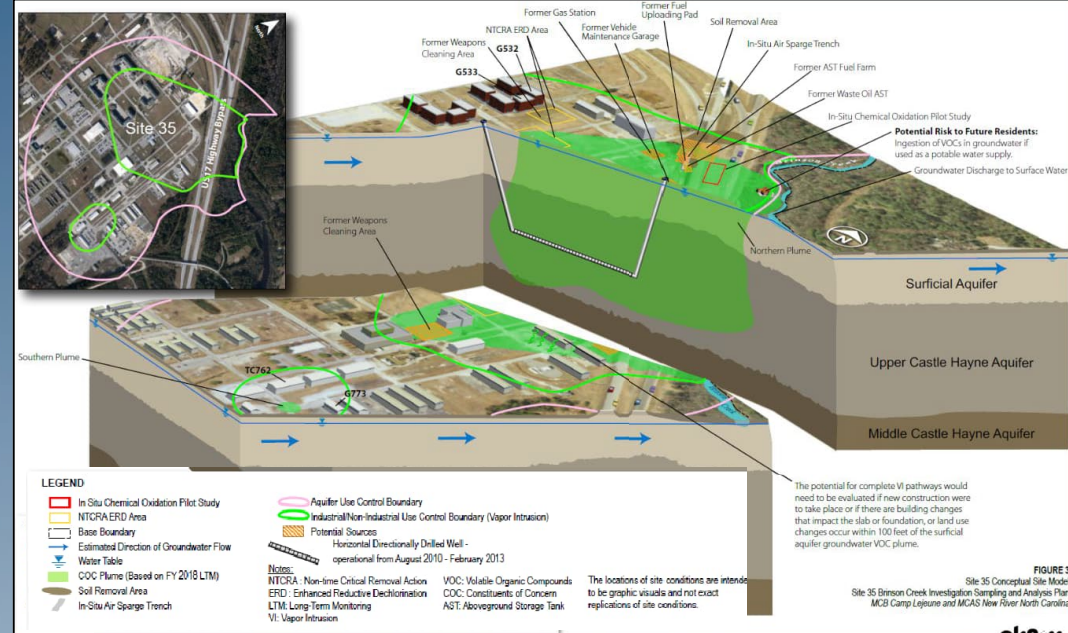 Site 35
US 17 Highway Bypass
Former Weapons
Cleaning Area
G533
NTCRA ERD Area
G532
Former Gas Station
Former Vehicle
Maintenance Garage
Former Fuel
Uploading Pad
Soil Removal Area
In-Situ Air Sparge Trench
Former AST Fuel Farm
Former Waste Oil AST
In-Situ Chemical Oxidation Pilot Study
Potential Risk to Future Residents:
Ingestion of VOCs in groundwater if
used as a potable water supply.
Groundwater Discharge to Surface Water
N
Northern Plume
Surficial Aquifer
Upper Castle Hayne Aquifer
Middle Castle Hayne Aquifer
Former Weapons
Cleaning Area
Southern Plume
TC762
G773
The potential for complete VI pathways would
need to be evaluated if new construction were
to take place or if there are building changes
that impact the slab or foundation, or land use
changes occur within 100 feet of the surficial
aquifer groundwater VOC plume.
LEGEND
In Situ Chemical Oxidation Pilot Study
NTCRA ERD Area
Base Boundary
Estimated Direction of Groundwater Flow
Water Table
COC Plume (Based on FY 2018 LTM)
Soil Removal Area
In-Situ Air Sparge Trench
Aquifer Use Control Boundary
Industrial/Non-Industrial Use Control Boundary (Vapor Intrusion)
Potential Sources
Horizontal Directionally Drilled Well -
operational from August 2010 - February 2013
Notes:
NTCRA : Non-time Critical Removal Action
ERD : Enhanced Reductive Dechlorination
LTM: Long-Term Monitoring
VI: Vapor Intrusion
VOC: Volatile Organic Compounds
COC: Constituents of Concern
AST: Aboveground Storage Tank
The locations of site conditions are intende
to be graphic visuals and not exact
replications of site conditions.
FIGURE 3
Site 35 Conceptual Site Model
Site 35 Brinson Creek Investigation Sampling and Analysis Plan
MCB Camp Lejeune and MCAS New River North Carolina